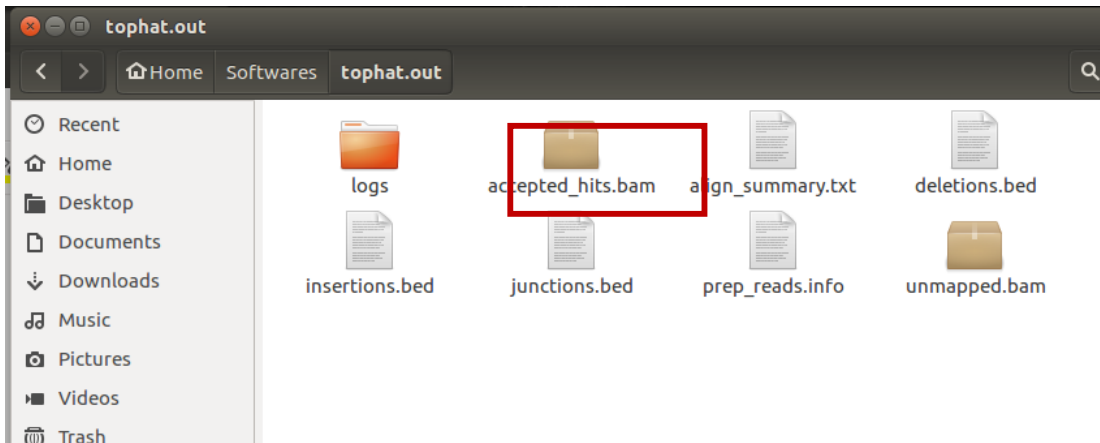 tophat.out
Home Softwares tophat.out
Recent
Home
Desktop
Documents
Downloads
Music
Pictures
Videos
Trash
logs accepted_hits.bam align_summary.txt deletions.bed
insertions.bed junctions.bed prep_reads.info unmapped.bam